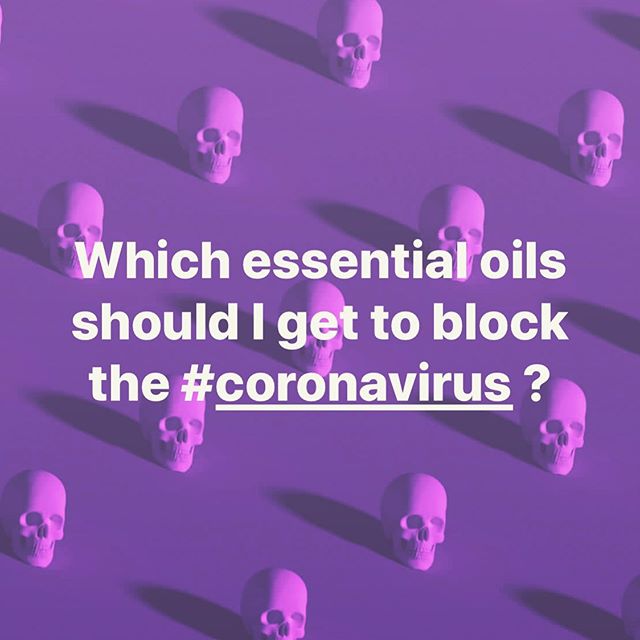 Which essential oils
should I get to block
the #coronavirus ?